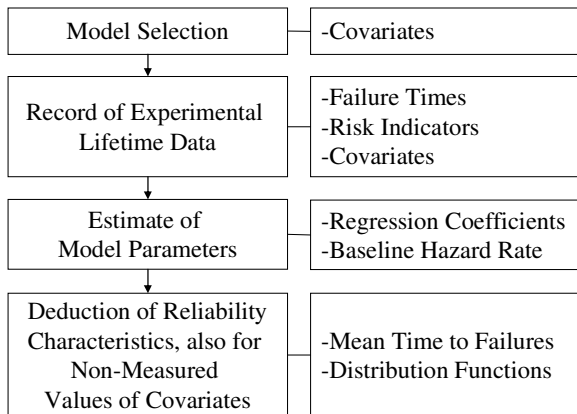 Model Selection
-Covariates
Record of Experimental
Lifetime Data
-Failure Times
-Risk Indicators
-Covariates
Estimate of
Model Parameters
-Regression Coefficients
-Baseline Hazard Rate
Deduction of Reliability
Characteristics, also for
Non-Measured
Values of Covariates
-Mean Time to Failures
-Distribution Functions